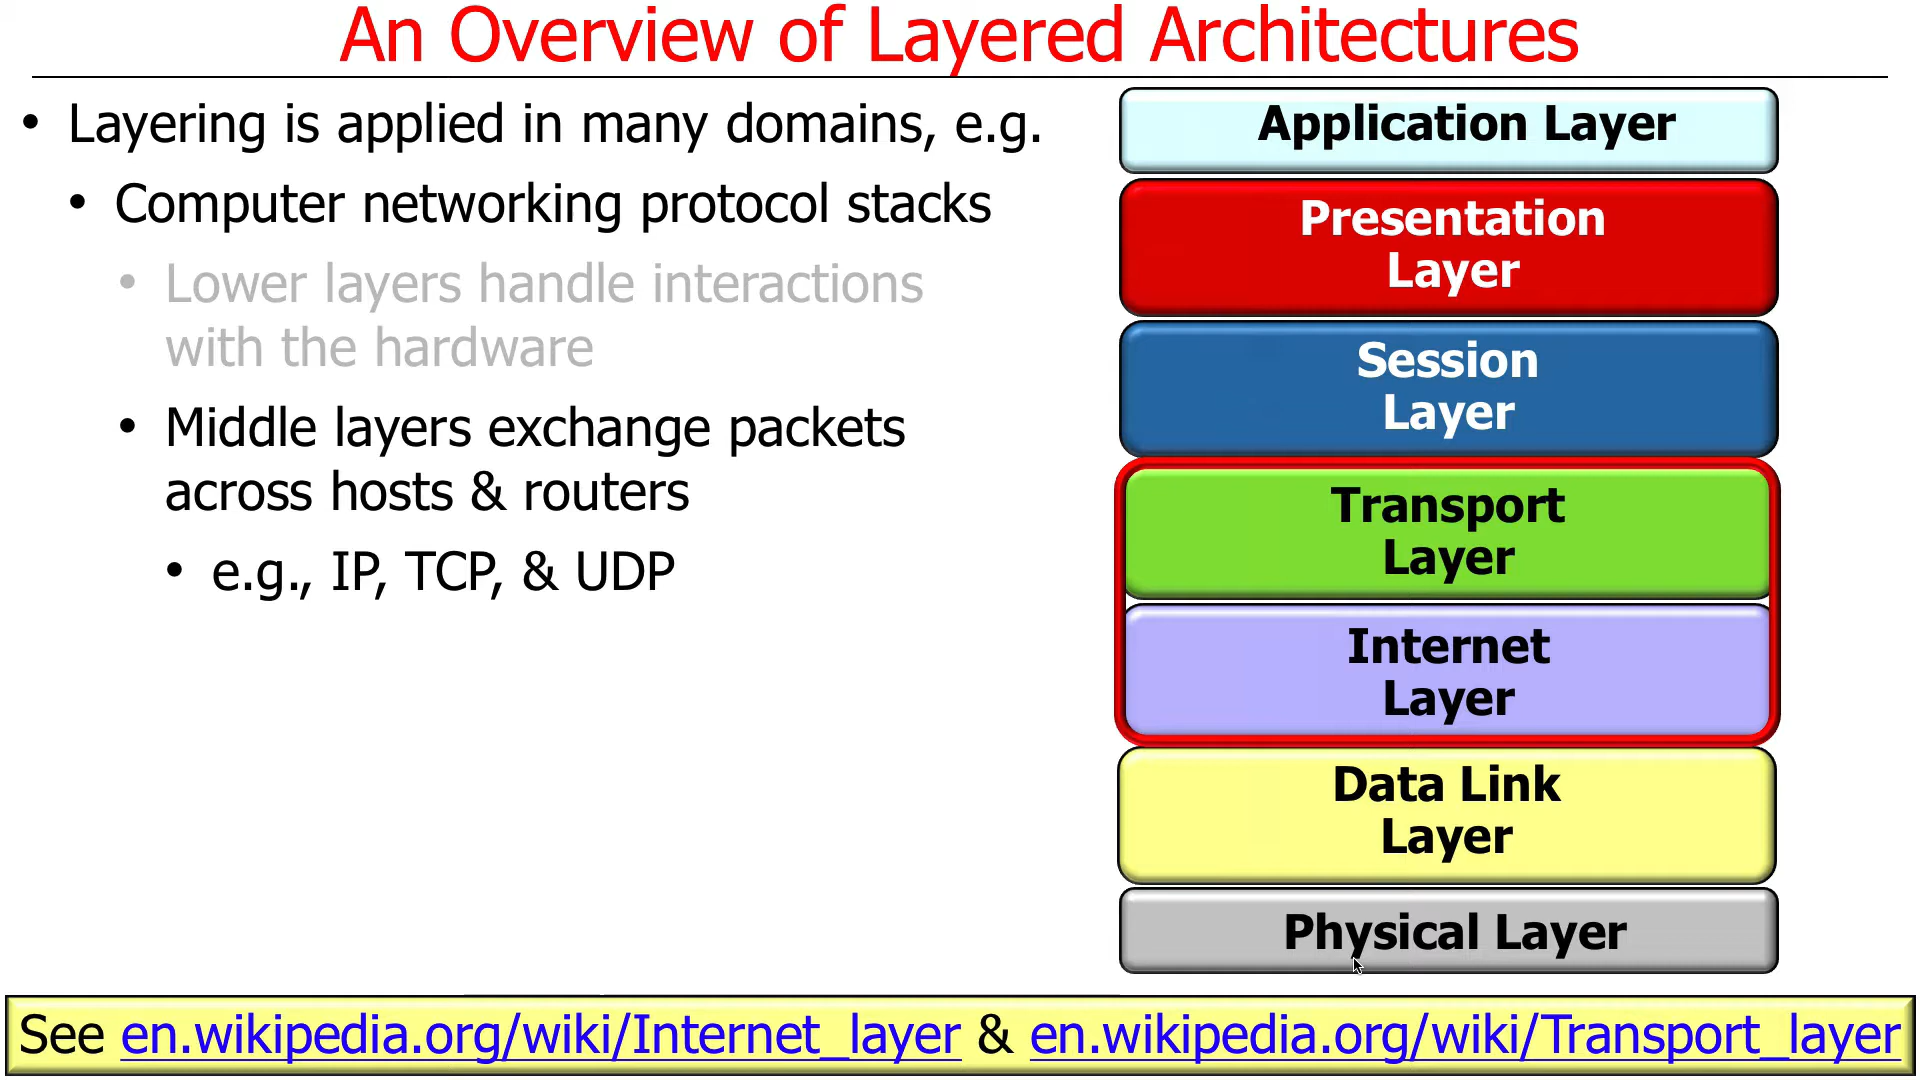 An Overview of Layered Architectures
• Layering is applied in many domains, e.g.
• Computer networking protocol stacks
• Lower layers handle interactions
with the hardware
• Middle layers exchange packets
across hosts & routers
• e.g., IP, TCP, & UDP
Application Layer
Presentation
Layer
Session
Layer
Transport
Layer
Internet
Layer
Data Link
Layer
Physical Layer
See en.wikipedia.org/wiki/Internet_layer & en.wikipedia.org/wiki/Transport_layer